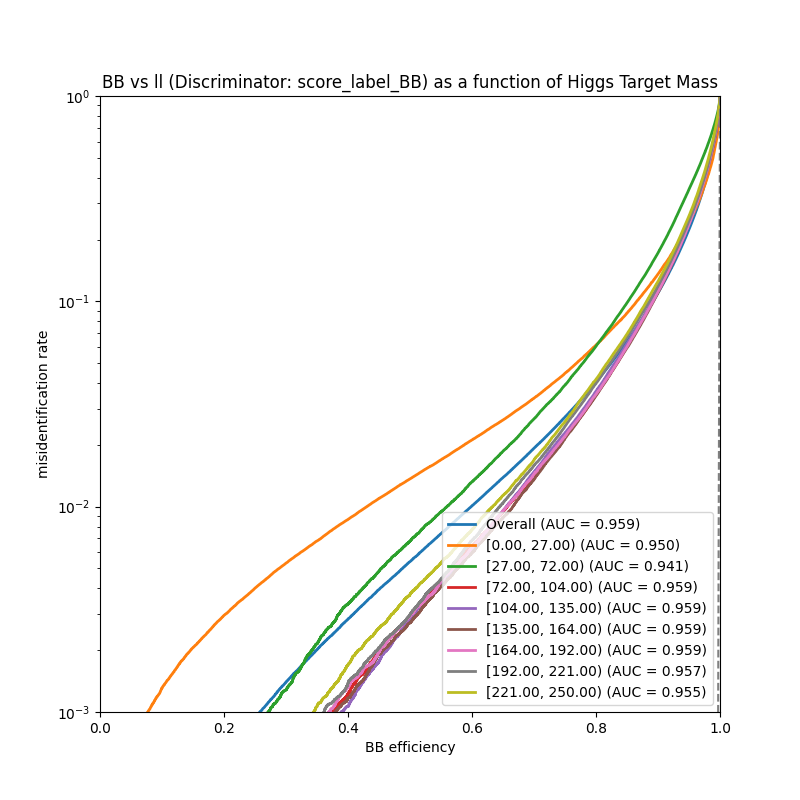 BB vs ll (Discriminator: score_label_BB) as a function of Higgs Target Mass
10⁰
10⁻¹
10⁻²
10⁻³
misidentification rate
Overall (AUC = 0.959)
[0.00, 27.00) (AUC = 0.950)
[27.00, 72.00) (AUC = 0.941)
[72.00, 104.00) (AUC = 0.959)
[104.00, 135.00) (AUC = 0.959)
[135.00, 164.00) (AUC = 0.959)
[164.00, 192.00) (AUC = 0.959)
[192.00, 221.00) (AUC = 0.957)
[221.00, 250.00) (AUC = 0.955)
0.0 0.2 0.4 0.6 0.8 1.0
BB efficiency